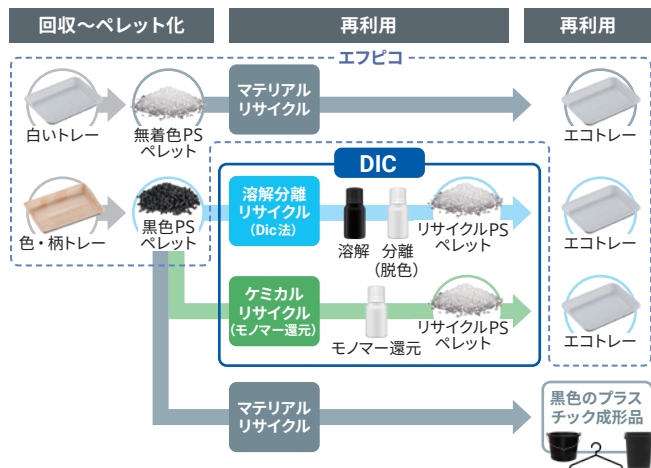 回収～ペレット化
再利用
再利用
エフピコ
白いトレー
無着色PS
ペレット
マテリアル
リサイクル
エコトレー
DIC
色・柄トレー
黒色PS
ペレット
溶解分離
リサイクル
(Dic法)
溶解
分離
(脱色)
リサイクルPS
ペレット
エコトレー
ケミカル
リサイクル
(モノマー還元)
モノマー還元
リサイクルPS
ペレット
エコトレー
マテリアル
リサイクル
黒色のプラス
チック成形品